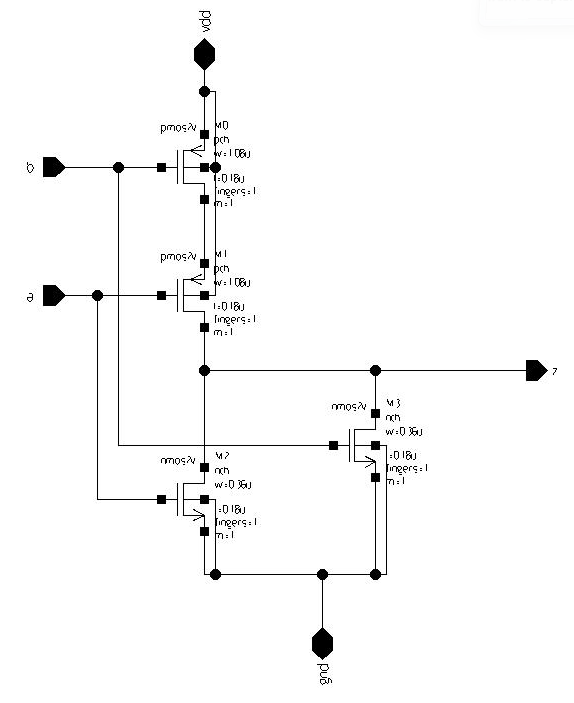 vdd
pmos2v
M0
pch
w=1.08u
l=0.18u
fingers=1
m=1
b
pmos2v
M1
pch
w=1.08u
l=0.18u
fingers=1
m=1
a
z
nmos2v
M3
nch
w=0.36u
l=0.18u
fingers=1
m=1
nmos2v
M2
nch
w=0.36u
l=0.18u
fingers=1
m=1
gnd